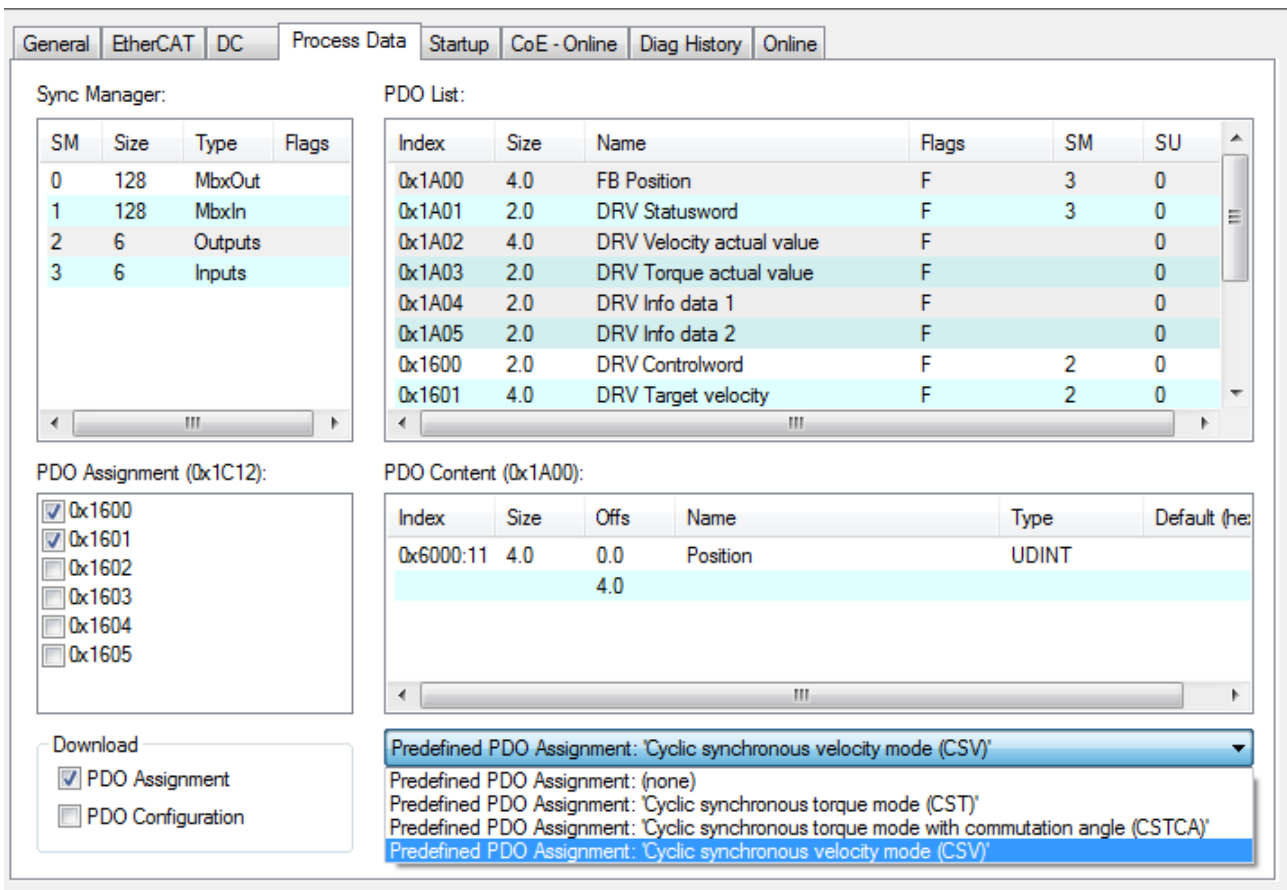 General EtherCAT DC Process Data Startup CoE - Online Diag History Online
Sync Manager:
SM Size Type Flags
0 128 MbxOut
1 128 MbxIn
2 6 Outputs
3 6 Inputs
PDO List:
Index Size Name Flags SM SU
0x1A00 4.0 FB Position F 3 0
0x1A01 2.0 DRV Statusword F 3 0
0x1A02 4.0 DRV Velocity actual value F 0
0x1A03 2.0 DRV Torque actual value F 0
0x1A04 2.0 DRV Info data 1 F 0
0x1A05 2.0 DRV Info data 2 F 0
0x1600 2.0 DRV Controlword F 2 0
0x1601 4.0 DRV Target velocity F 2 0
PDO Assignment (0x1C12):
0x1600
0x1601
0x1602
0x1603
0x1604
0x1605
PDO Content (0x1A00):
Index Size Offs Name Type Default (hex
0x6000:11 4.0 0.0 Position UDINT
4.0
Download
PDO Assignment
PDO Configuration
Predefined PDO Assignment: 'Cyclic synchronous velocity mode (CSV)'
Predefined PDO Assignment: (none)
Predefined PDO Assignment: 'Cyclic synchronous torque mode (CST)'
Predefined PDO Assignment: 'Cyclic synchronous torque mode with commutation angle (CSTCA)'
Predefined PDO Assignment: 'Cyclic synchronous velocity mode (CSV)'